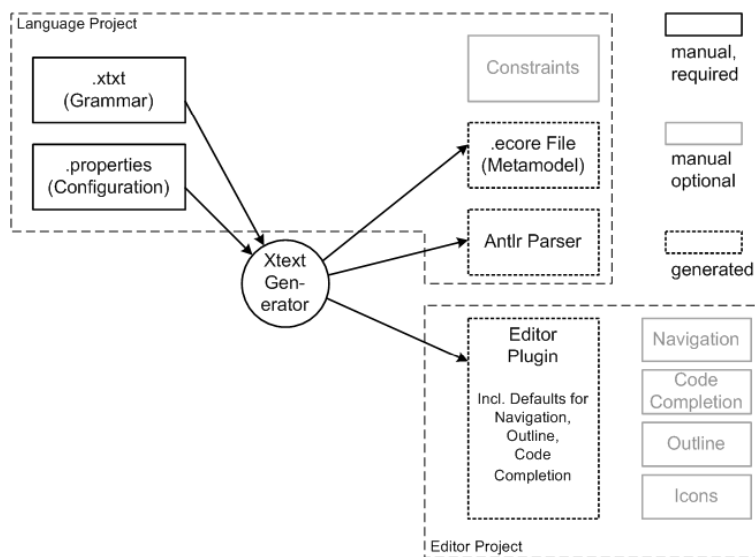 Language Project
.xtxt
(Grammar)
.properties
(Configuration)
Constraints
.ecore File
(Metamodel)
Antlr Parser
Xtext
Gen-
erator
manual,
required
manual
optional
generated
Editor
Plugin
Incl. Defaults for
Navigation,
Outline,
Code
Completion
Navigation
Code
Completion
Outline
Icons
Editor Project